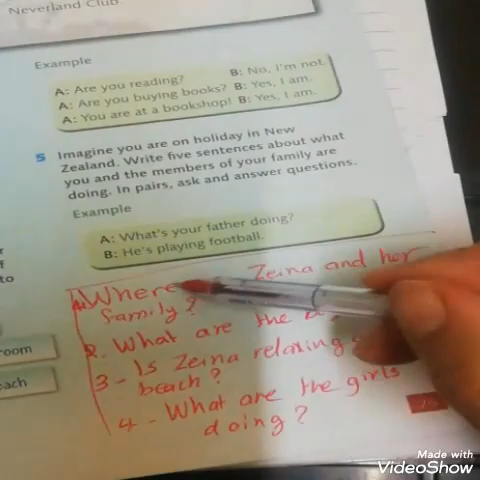 Neverland Club
Example
A: Are you reading? B: No, I'm not.
A: Are you buying books? B: Yes, I am.
A: You are at a bookshop! B: Yes, I am.
5 Imagine you are on holiday in New
Zealand. Write five sentences about what
you and the members of your family are
doing. In pairs, ask and answer questions.
Example
A: What's your father doing?
B: He's playing football.
to
room
each
Where Zeina and her
family?
2. What are the
3- Is Zeina relaxing
beach?
4- What are the girls
doing?
Made with
VideoShow